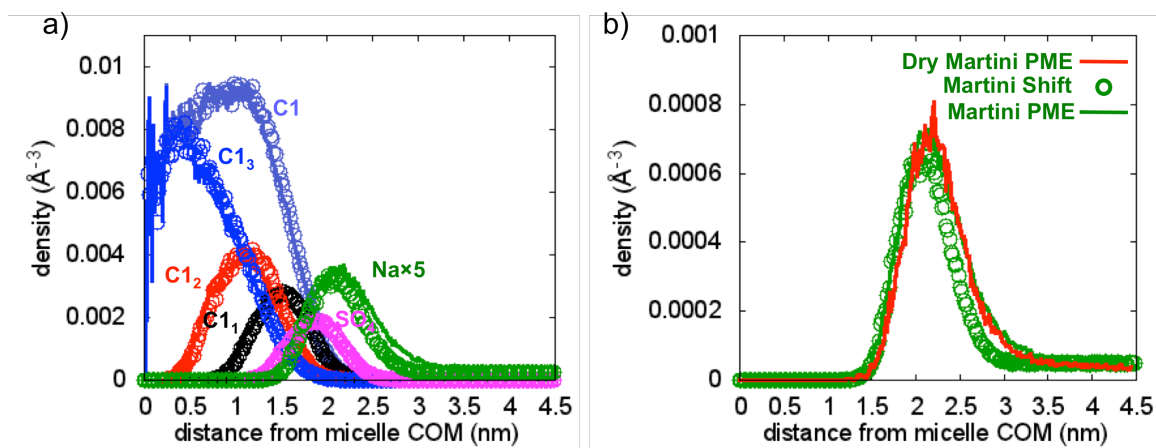 a)
0.01
0.008
0.006
0.004
0.002
0
density (Å⁻³)
C1
C1₃
C1₂
C1₁
SO₄
Na×5
0 0.5 1 1.5 2 2.5 3 3.5 4 4.5
distance from micelle COM (nm)
b)
0.001
0.0008
0.0006
0.0004
0.0002
0
density (Å⁻³)
Dry Martini PME
Martini Shift
Martini PME
0 0.5 1 1.5 2 2.5 3 3.5 4 4.5
distance from micelle COM (nm)